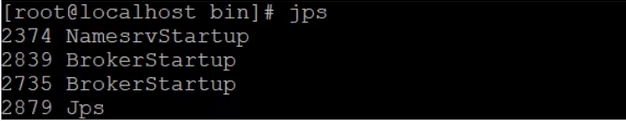 [root@localhost bin]# jps
2374 NamesrvStartup
2839 BrokerStartup
2735 BrokerStartup
2879 Jps